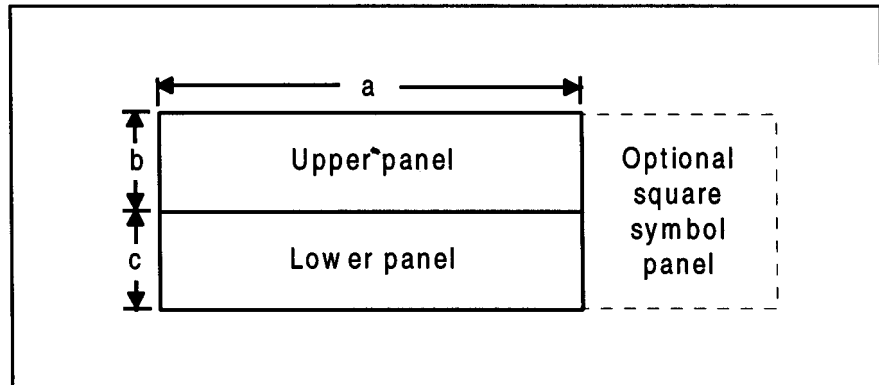 a
b
Upper panel
Optional
square
symbol
panel
c
Lower panel